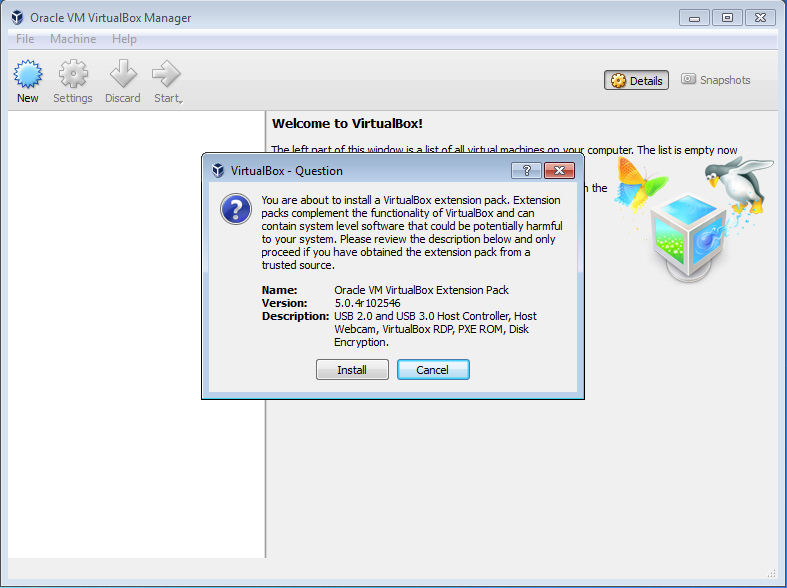 Oracle VM VirtualBox Manager
File Machine Help
New Settings Discard Start
Details Snapshots
Welcome to VirtualBox!
The left part of this window is a list of all virtual machines on your computer. The list is empty now
n the
VirtualBox - Question
You are about to install a VirtualBox extension pack. Extension
packs complement the functionality of VirtualBox and can
contain system level software that could be potentially harmful
to your system. Please review the description below and only
proceed if you have obtained the extension pack from a
trusted source.
Name: Oracle VM VirtualBox Extension Pack
Version: 5.0.4r102546
Description: USB 2.0 and USB 3.0 Host Controller, Host
Webcam, VirtualBox RDP, PXE ROM, Disk
Encryption.
Install Cancel